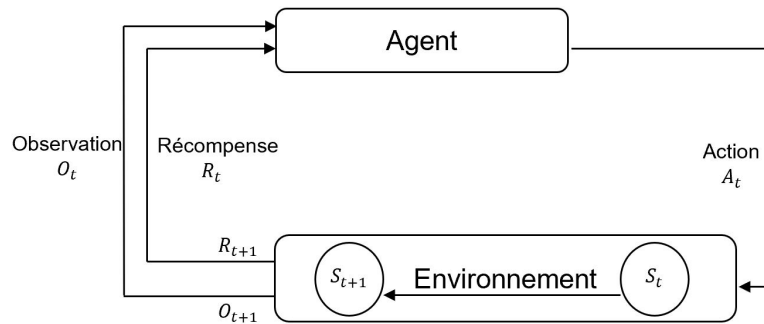 Agent
Observation
O_t
Récompense
R_t
Action
A_t
R_{t+1}
S_{t+1}
Environnement
S_t
O_{t+1}